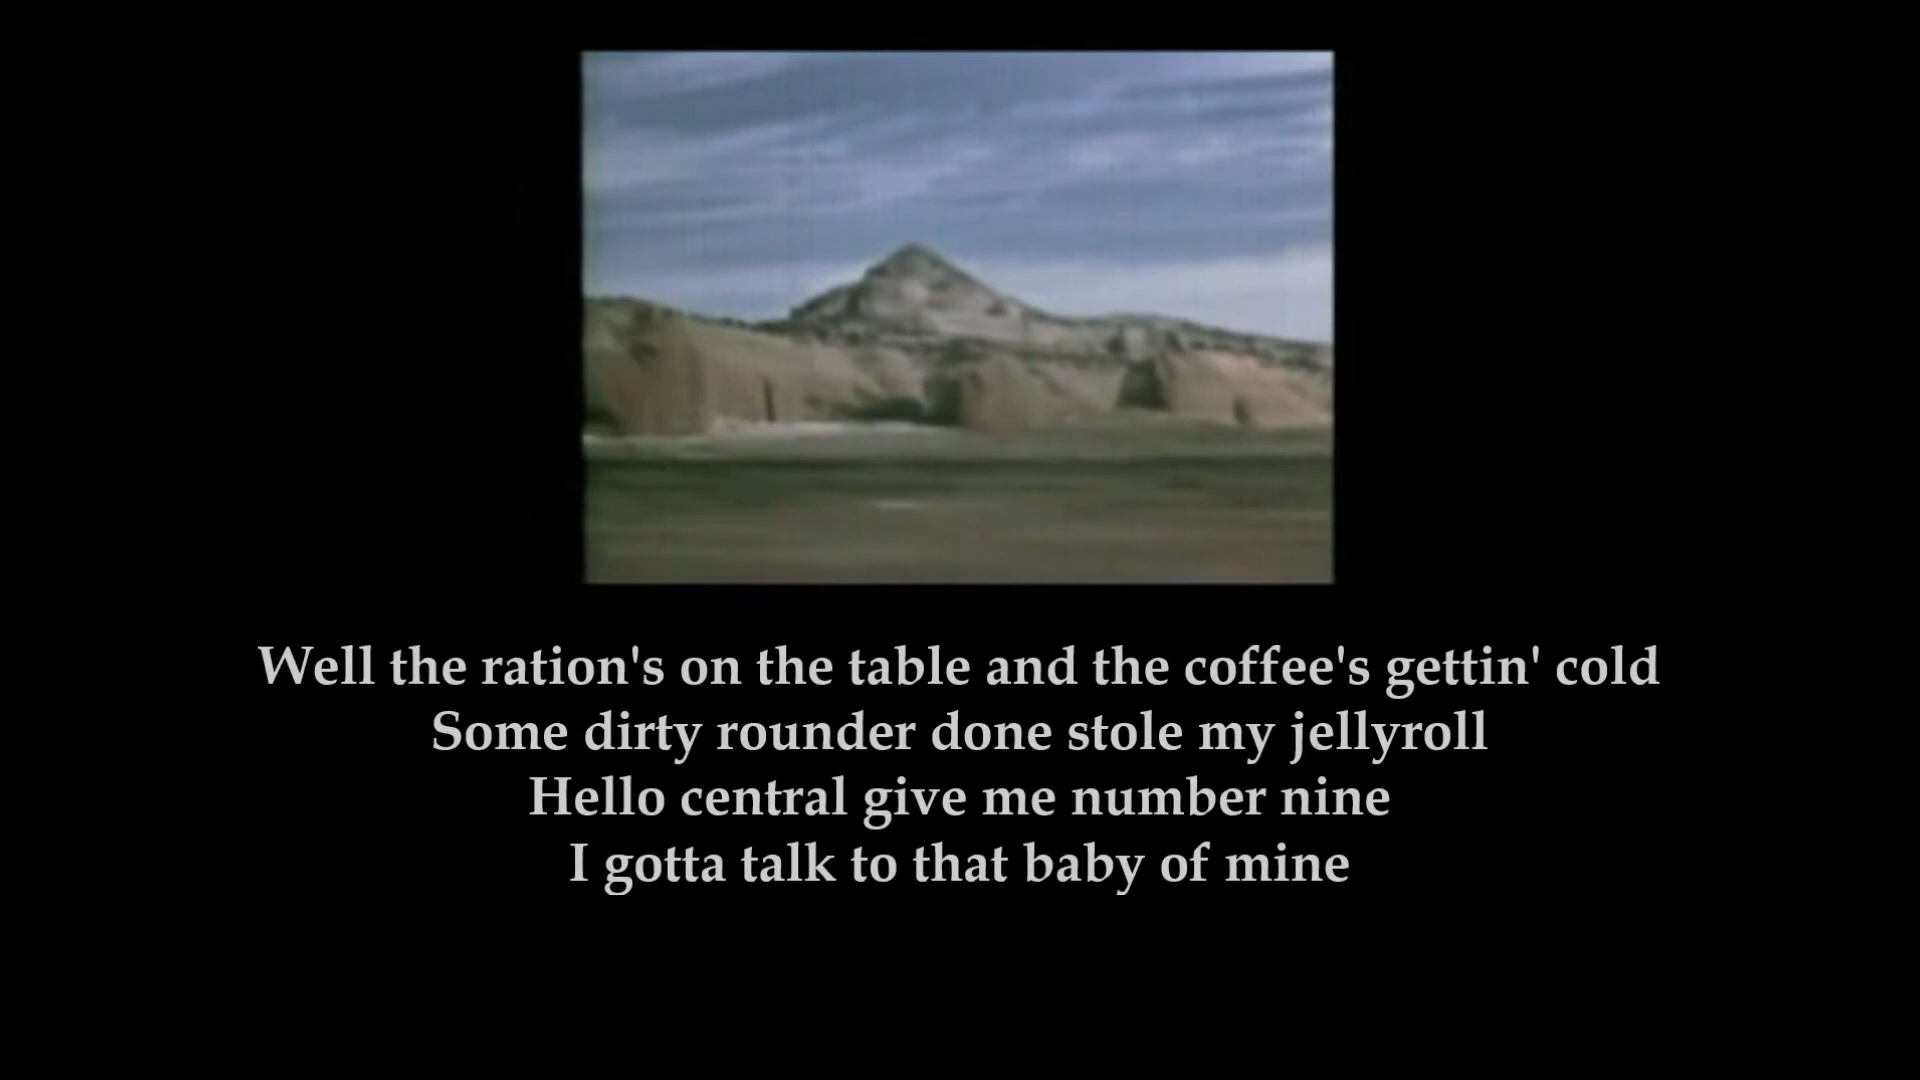 Well the ration's on the table and the coffee's gettin' cold
Some dirty rounder done stole my jellyroll
Hello central give me number nine
I gotta talk to that baby of mine